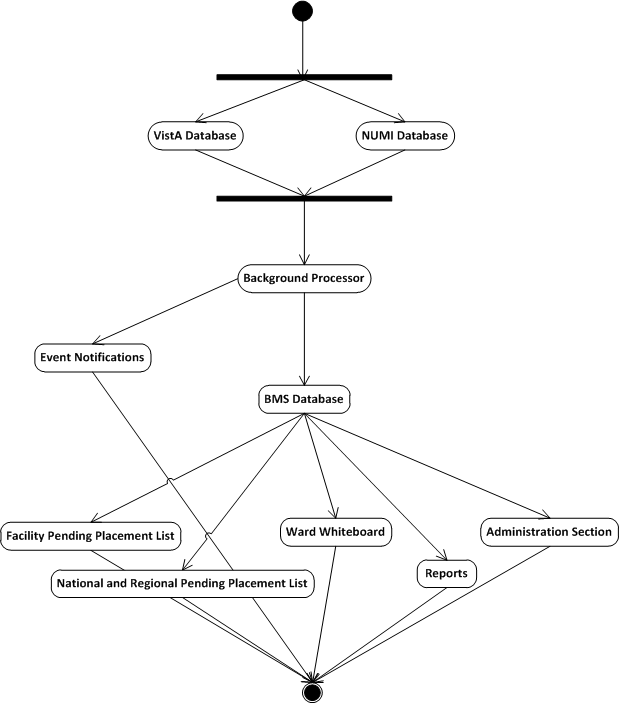 VistA Database
NUMI Database
Background Processor
Event Notifications
BMS Database
Facility Pending Placement List
Ward Whiteboard
Administration Section
National and Regional Pending Placement List
Reports